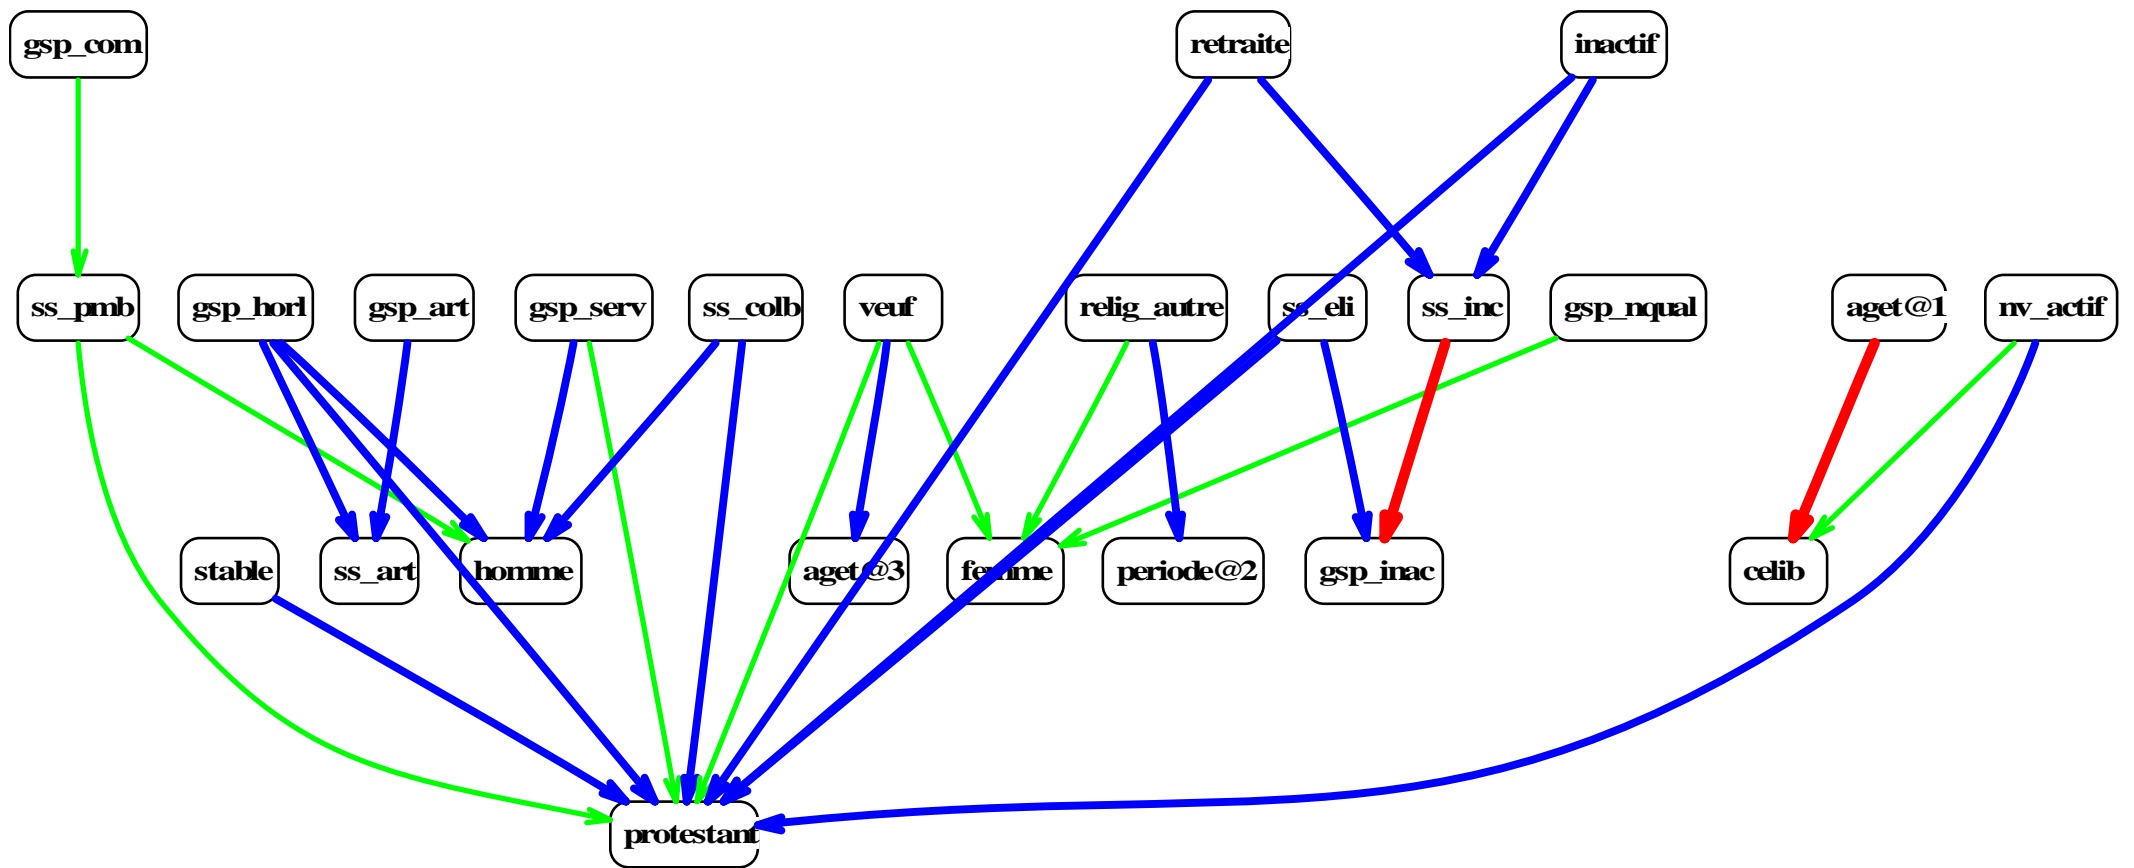 gsp_com
retraite
inactif
ss_pmb
gsp_horl
gsp_art
gsp_serv
ss_colb
veuf
relig_autre
ss_eli
ss_inc
gsp_nqual
aget@1
nv_actif
stable
ss_art
homme
aget@3
femme
periode@2
gsp_inac
celib
protestant